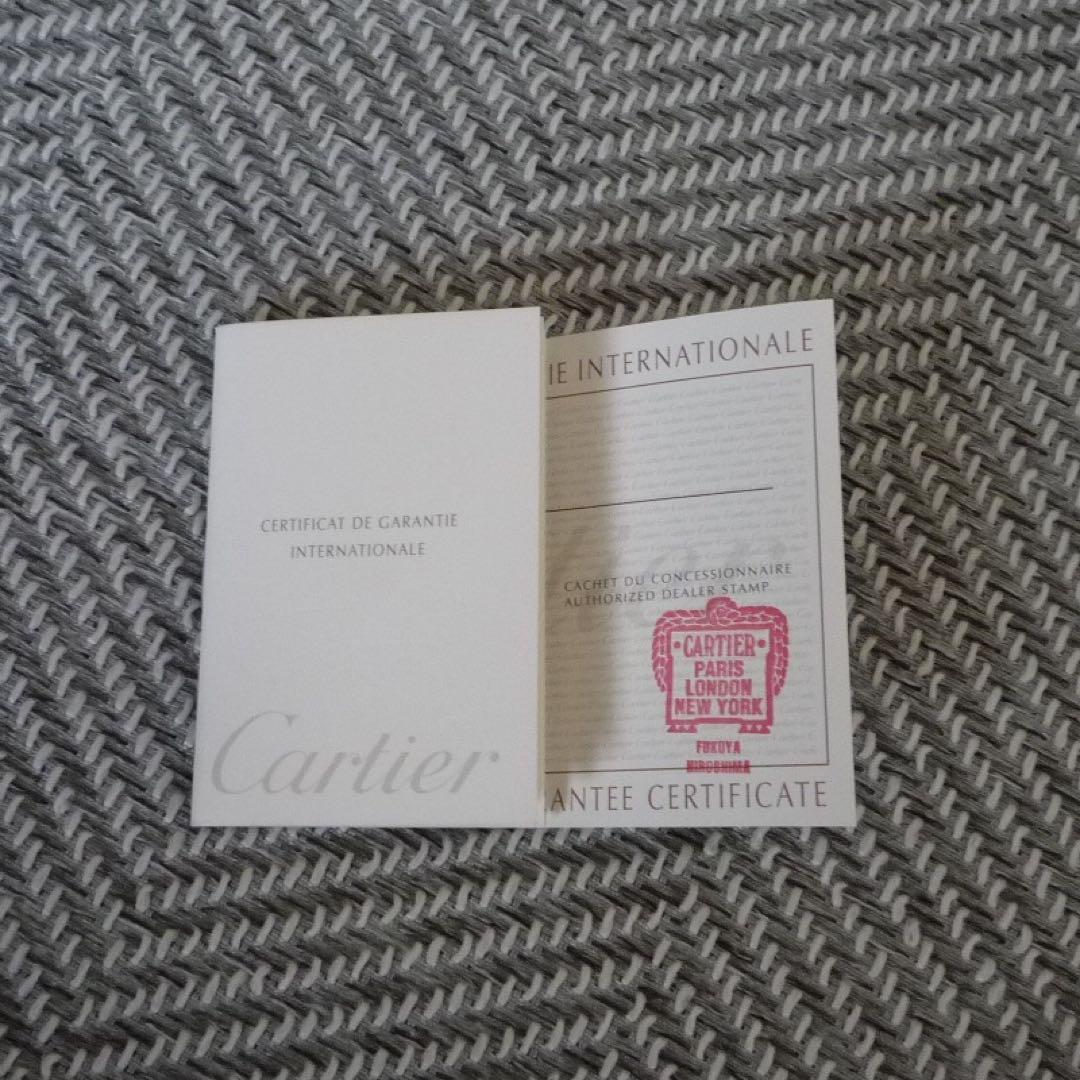 CERTIFICAT DE GARANTIE
INTERNATIONALE
Cartier
IE INTERNATIONALE
CACHET DU CONCESSIONNAIRE
AUTHORIZED DEALER STAMP
CARTIER
PARIS
LONDON
NEW YORK
FUKUYA
HIROSHIMA
ANTEE CERTIFICATE